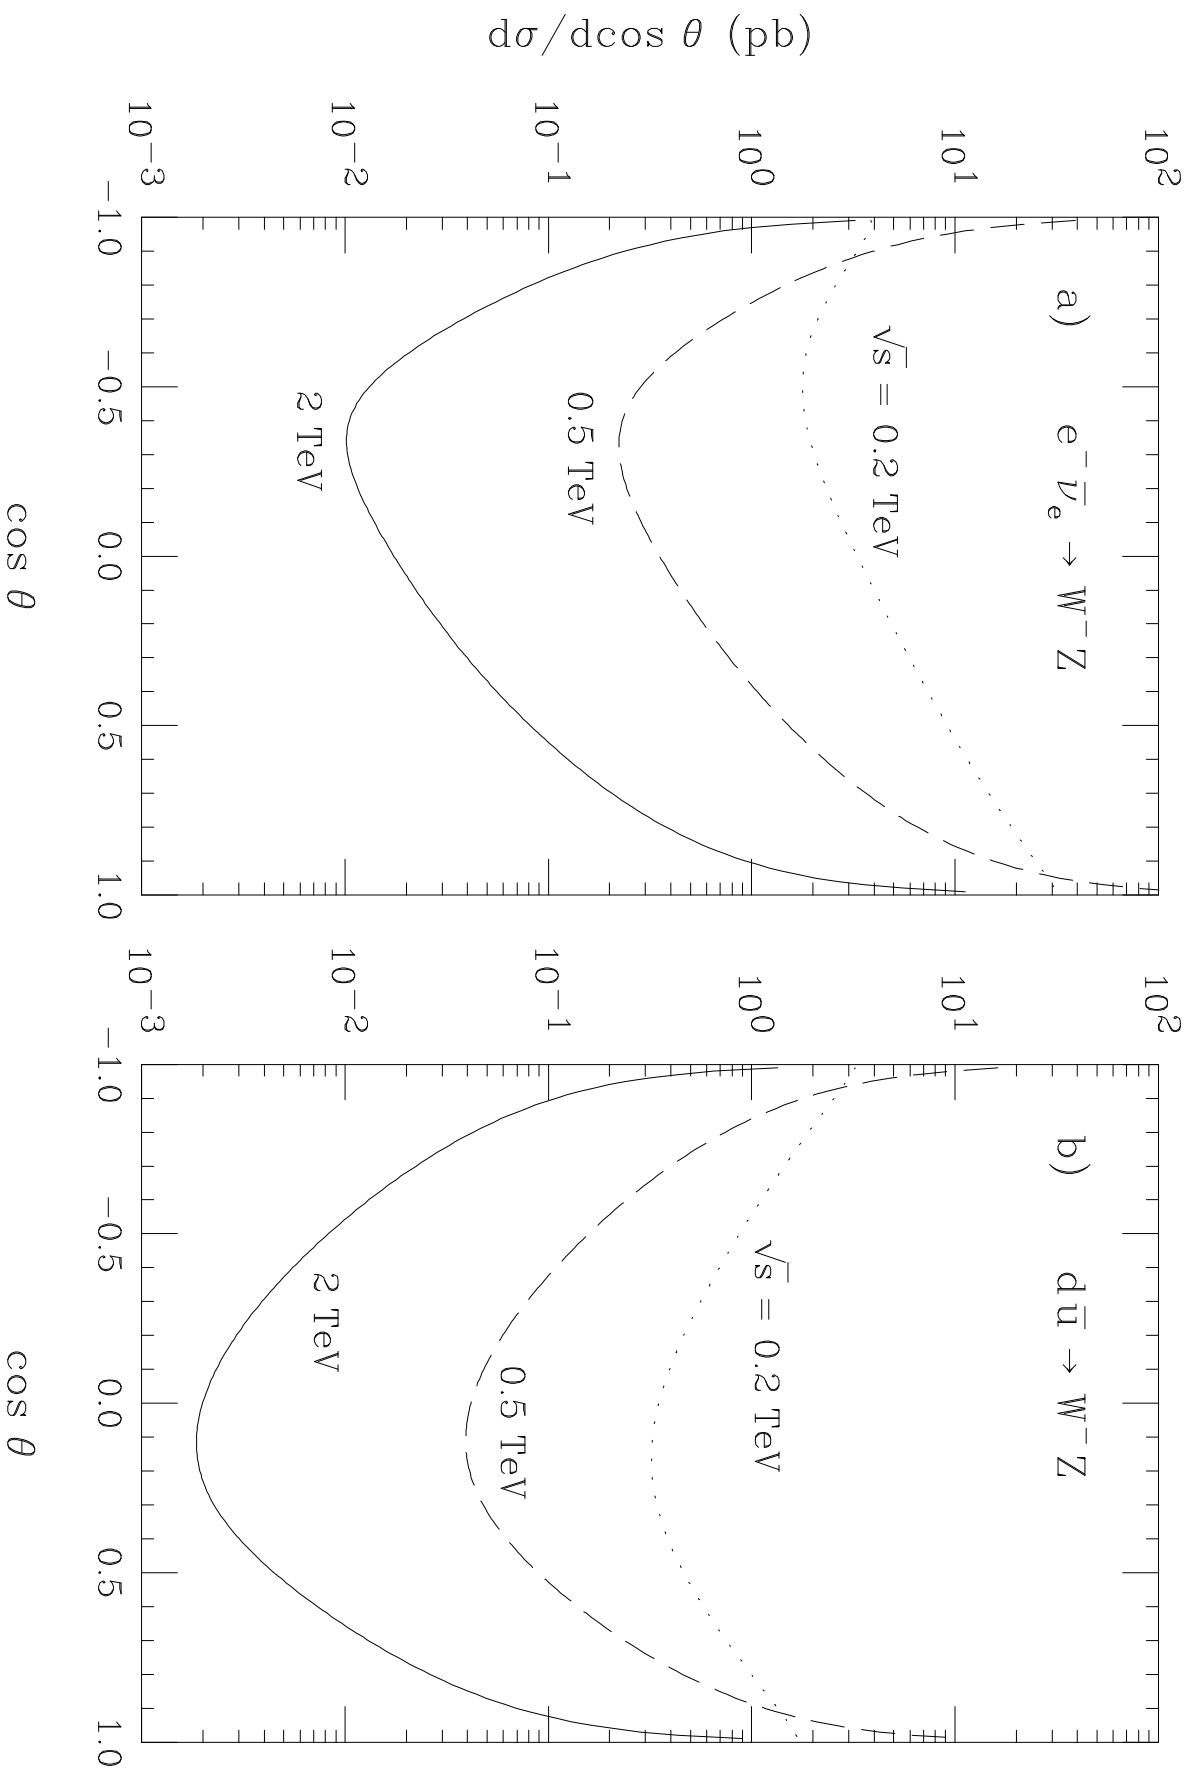 dσ/dcos θ (pb)
10² 10¹ 10⁰ 10⁻¹ 10⁻² 10⁻³
a) e⁻ν̅ₑ → W⁻Z
√s = 0.2 TeV
0.5 TeV
2 TeV
−1.0 −0.5 0.0 0.5 1.0
cos θ
10² 10¹ 10⁰ 10⁻¹ 10⁻² 10⁻³
b) du̅ → W⁻Z
√s = 0.2 TeV
0.5 TeV
2 TeV
−1.0 −0.5 0.0 0.5 1.0
cos θ